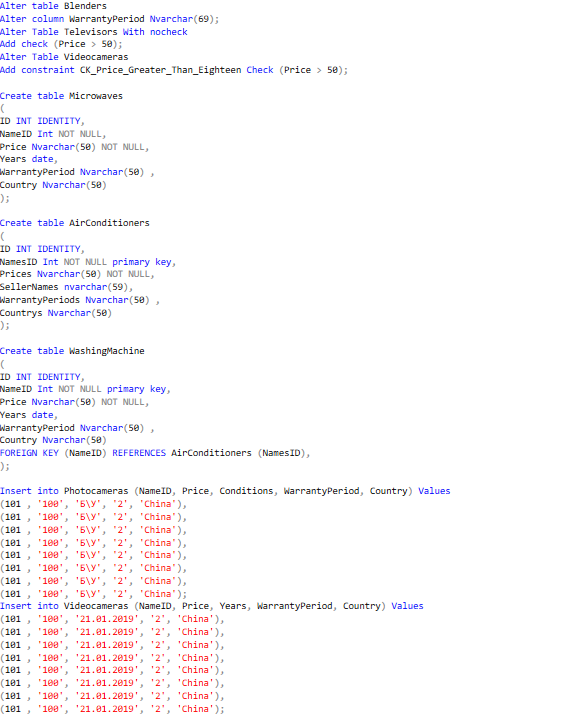 Alter table Blenders
Alter column WarrantyPeriod Nvarchar(69);
Alter Table Televisors With nocheck
Add check (Price > 50);
Alter Table Videocameras
Add constraint CK_Price_Greater_Than_Eighteen Check (Price > 50);
Create table Microwaves
(
ID INT IDENTITY,
NameID Int NOT NULL,
Price Nvarchar(50) NOT NULL,
Years date,
WarrantyPeriod Nvarchar(50) ,
Country Nvarchar(50)
);
Create table AirConditioners
(
ID INT IDENTITY,
NamesID Int NOT NULL primary key,
Prices Nvarchar(50) NOT NULL,
SellerNames nvarchar(59),
WarrantyPeriods Nvarchar(50) ,
Countrys Nvarchar(50)
);
Create table WashingMachine
(
ID INT IDENTITY,
NameID Int NOT NULL primary key,
Price Nvarchar(50) NOT NULL,
Years date,
WarrantyPeriod Nvarchar(50) ,
Country Nvarchar(50)
FOREIGN KEY (NameID) REFERENCES AirConditioners (NamesID),
);
Insert into Photocameras (NameID, Price, Conditions, WarrantyPeriod, Country) Values
(101 , '100', 'Б\У', '2', 'China'),
(101 , '100', 'Б\У', '2', 'China'),
(101 , '100', 'Б\У', '2', 'China'),
(101 , '100', 'Б\У', '2', 'China'),
(101 , '100', 'Б\У', '2', 'China'),
(101 , '100', 'Б\У', '2', 'China'),
(101 , '100', 'Б\У', '2', 'China'),
(101 , '100', 'Б\У', '2', 'China');
Insert into Videocameras (NameID, Price, Years, WarrantyPeriod, Country) Values
(101 , '100', '21.01.2019', '2', 'China'),
(101 , '100', '21.01.2019', '2', 'China'),
(101 , '100', '21.01.2019', '2', 'China'),
(101 , '100', '21.01.2019', '2', 'China'),
(101 , '100', '21.01.2019', '2', 'China'),
(101 , '100', '21.01.2019', '2', 'China'),
(101 , '100', '21.01.2019', '2', 'China'),
(101 , '100', '21.01.2019', '2', 'China');